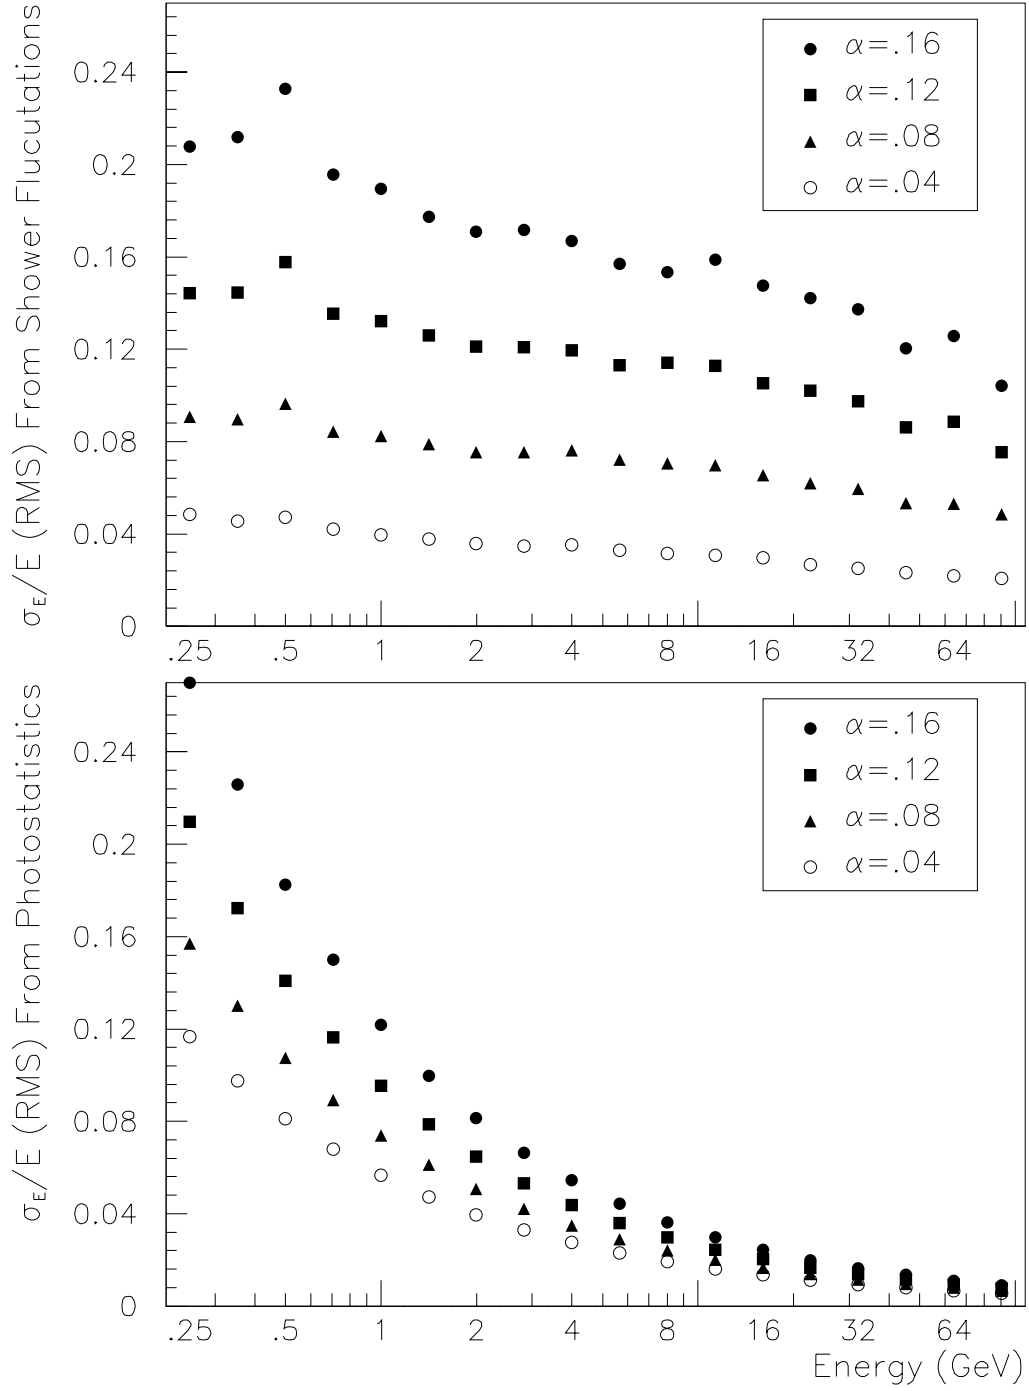 σE/E (RMS) From Shower Flucutations
0.24
0.2
0.16
0.12
0.08
0.04
0
α=.16
α=.12
α=.08
α=.04
.25 .5 1 2 4 8 16 32 64
σE/E (RMS) From Photostatistics
0.24
0.2
0.16
0.12
0.08
0.04
0
α=.16
α=.12
α=.08
α=.04
.25 .5 1 2 4 8 16 32 64
Energy (GeV)